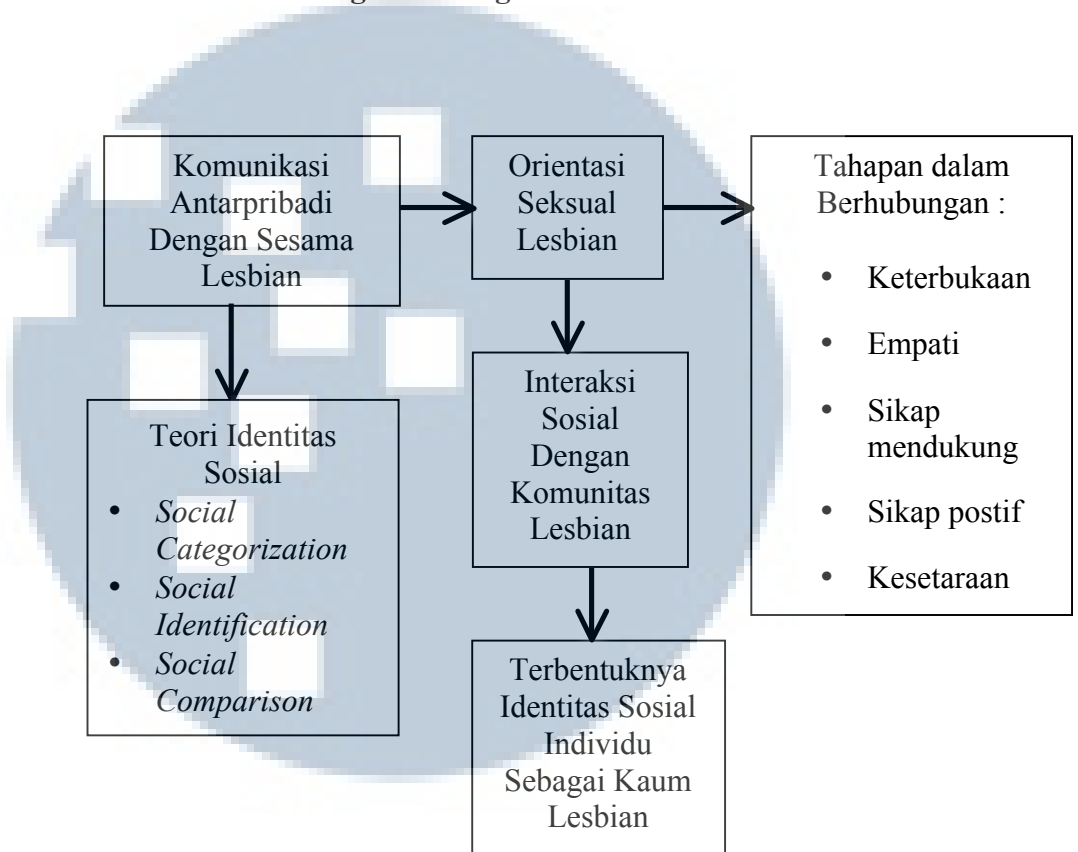 Komunikasi
Antarpribadi
Dengan Sesama
Lesbian
Orientasi
Seksual
Lesbian
Tahapan dalam
Berhubungan :
• Keterbukaan
• Empati
• Sikap
mendukung
• Sikap postif
• Kesetaraan
Teori Identitas
Sosial
• Social
Categorization
• Social
Identification
• Social
Comparison
Interaksi
Sosial
Dengan
Komunitas
Lesbian
Terbentuknya
Identitas Sosial
Individu
Sebagai Kaum
Lesbian